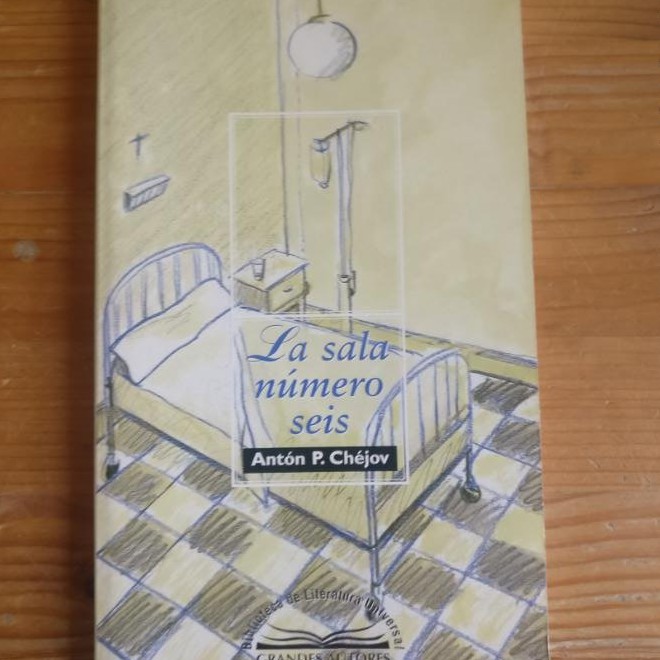 La sala
número
seis
Antón P. Chéjov
Biblioteca de Literatura Universal
GRANDES AUTORES